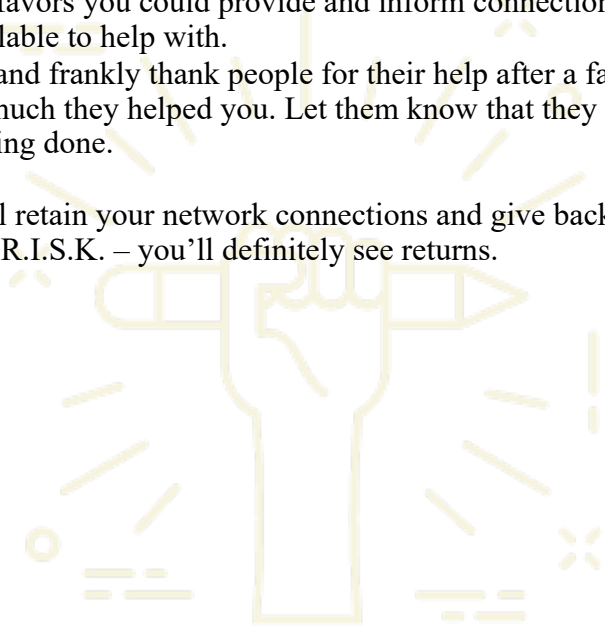 favors you could provide and inform connection
lable to help with.
and frankly thank people for their help after a fa
much they helped you. Let them know that they
ing done.
l retain your network connections and give back
R.I.S.K. – you’ll definitely see returns.